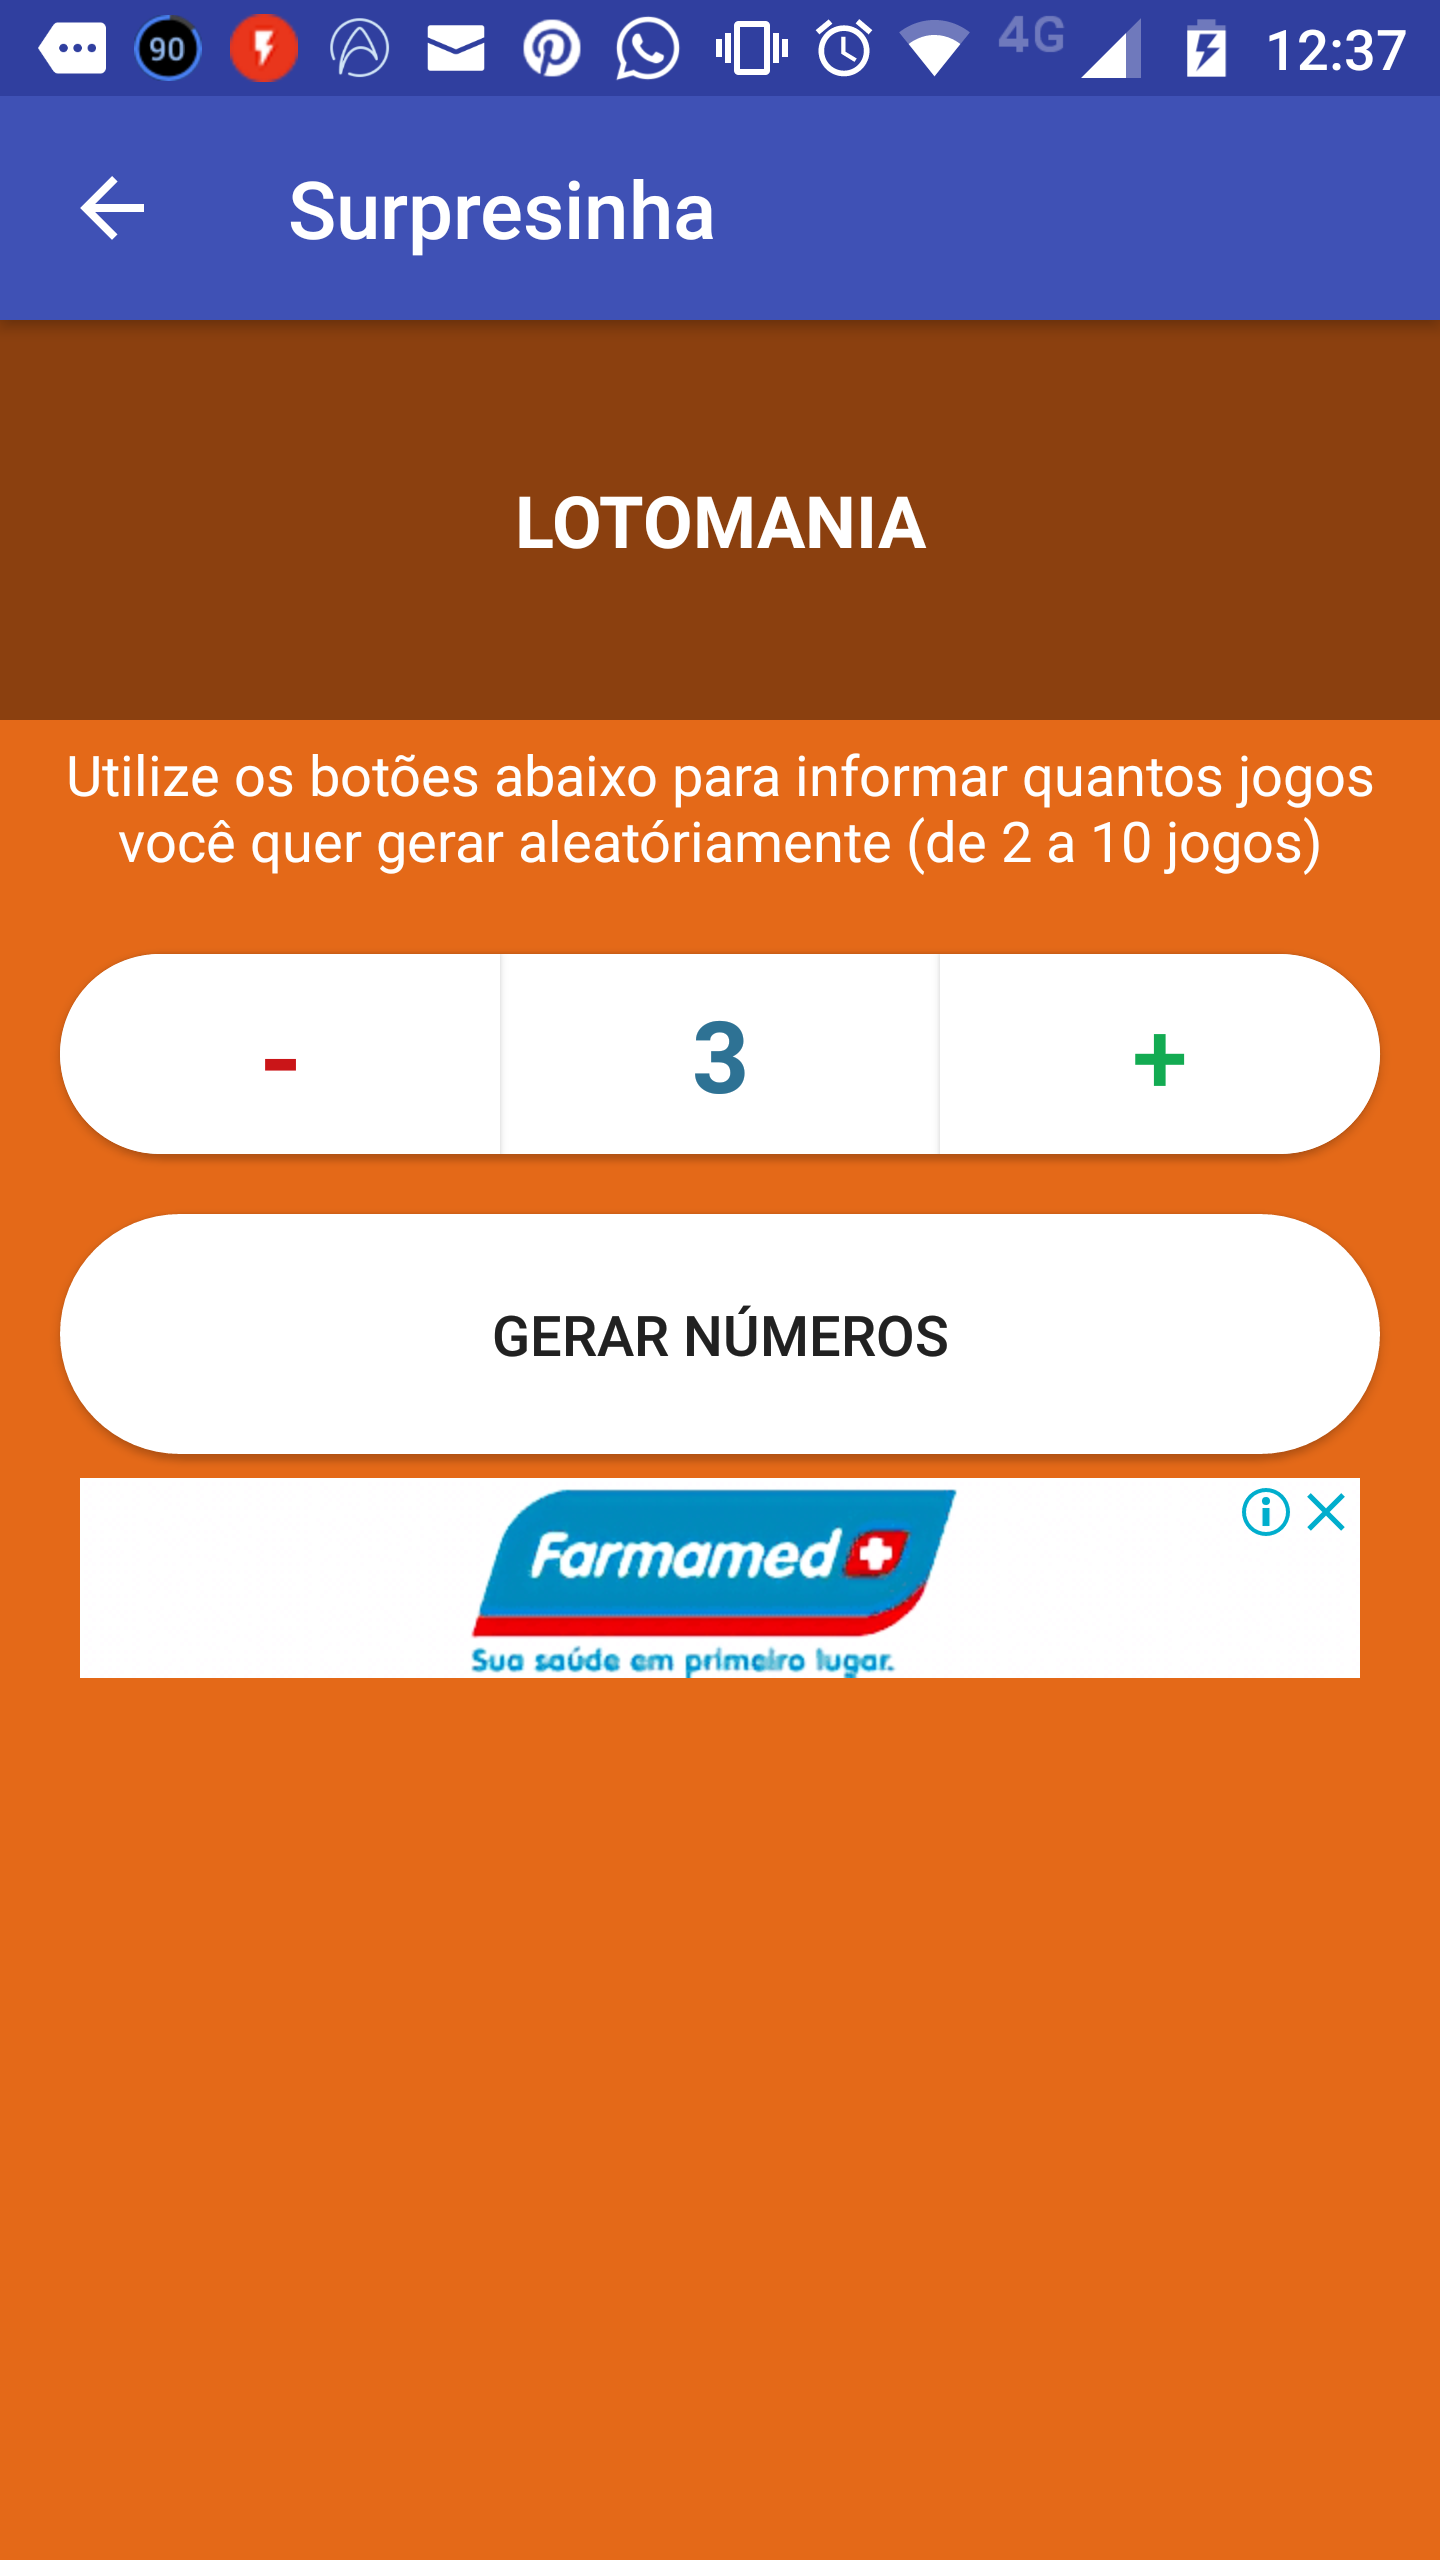 90
4G
12:37
Surpresinha
LOTOMANIA
Utilize os botões abaixo para informar quantos jogos
você quer gerar aleatóriamente (de 2 a 10 jogos)
- 3 +
GERAR NÚMEROS
Farmamed
Sua saúde em primeiro lugar.